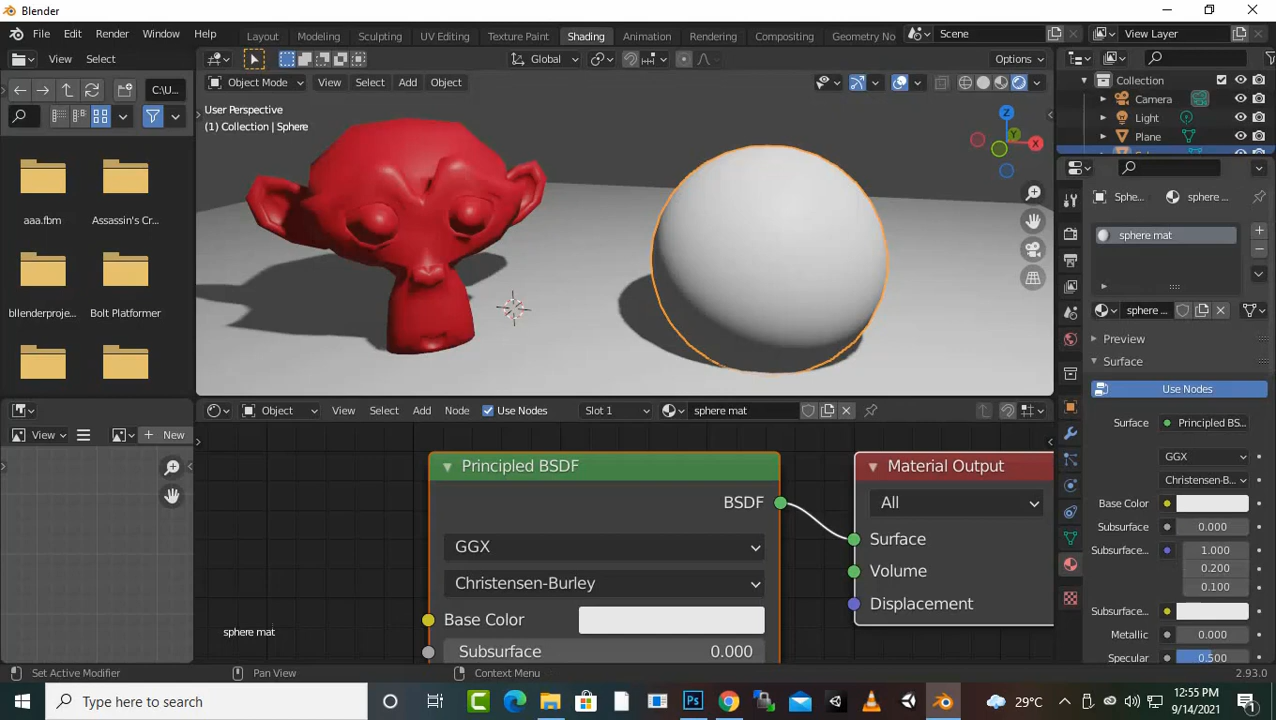 Blender
File Edit Render Window Help
Layout Modeling Sculpting UV Editing Texture Paint Shading Animation Rendering Compositing Geometry No
Scene
View Layer
View Select
Global
Options
Object Mode View Select Add Object
C:\U...
User Perspective
(1) Collection | Sphere
Z
Y
X
Collection
Camera
Light
Plane
Sphe...
sphere ...
sphere mat
sphere ...
Preview
Surface
Use Nodes
Surface Principled BS...
GGX
Christensen-B...
Base Color
Subsurface 0.000
Subsurface... 1.000
0.200
0.100
Subsurface...
Metallic 0.000
Specular 0.500
aaa.fbm
Assassin's Cr...
bllenderproje...
Bolt Platformer
View
New
Object View Select Add Node Use Nodes Slot 1 sphere mat
Principled BSDF
BSDF
GGX
Christensen-Burley
Base Color
Subsurface 0.000
Material Output
All
Surface
Volume
Displacement
sphere mat
Set Active Modifier
Pan View
Context Menu
2.93.0
Type here to search
Ps
29°C
12:55 PM
9/14/2021
1